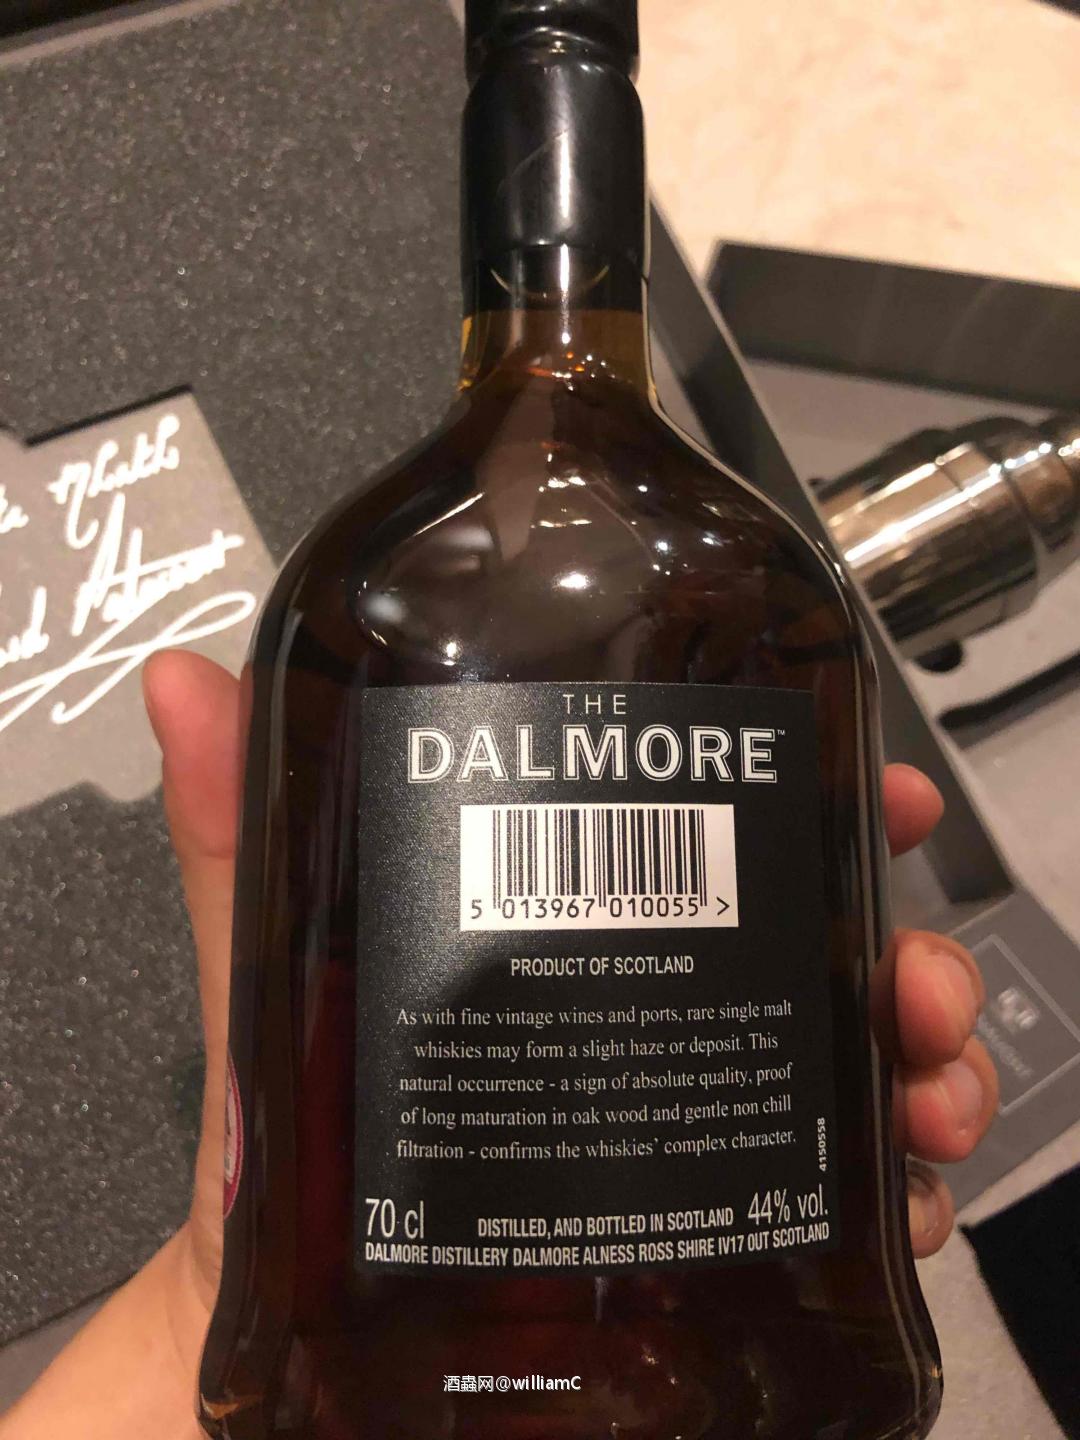 THE
DALMORE™
5 013967 010055 >
PRODUCT OF SCOTLAND
As with fine vintage wines and ports, rare single malt
whiskies may form a slight haze or deposit. This
natural occurrence - a sign of absolute quality, proof
of long maturation in oak wood and gentle non chill
filtration - confirms the whiskies' complex character.
4150558
70 cl
DISTILLED, AND BOTTLED IN SCOTLAND 44% vol.
DALMORE DISTILLERY DALMORE ALNESS ROSS SHIRE IV17 0UT SCOTLAND
酒蟲网@williamC